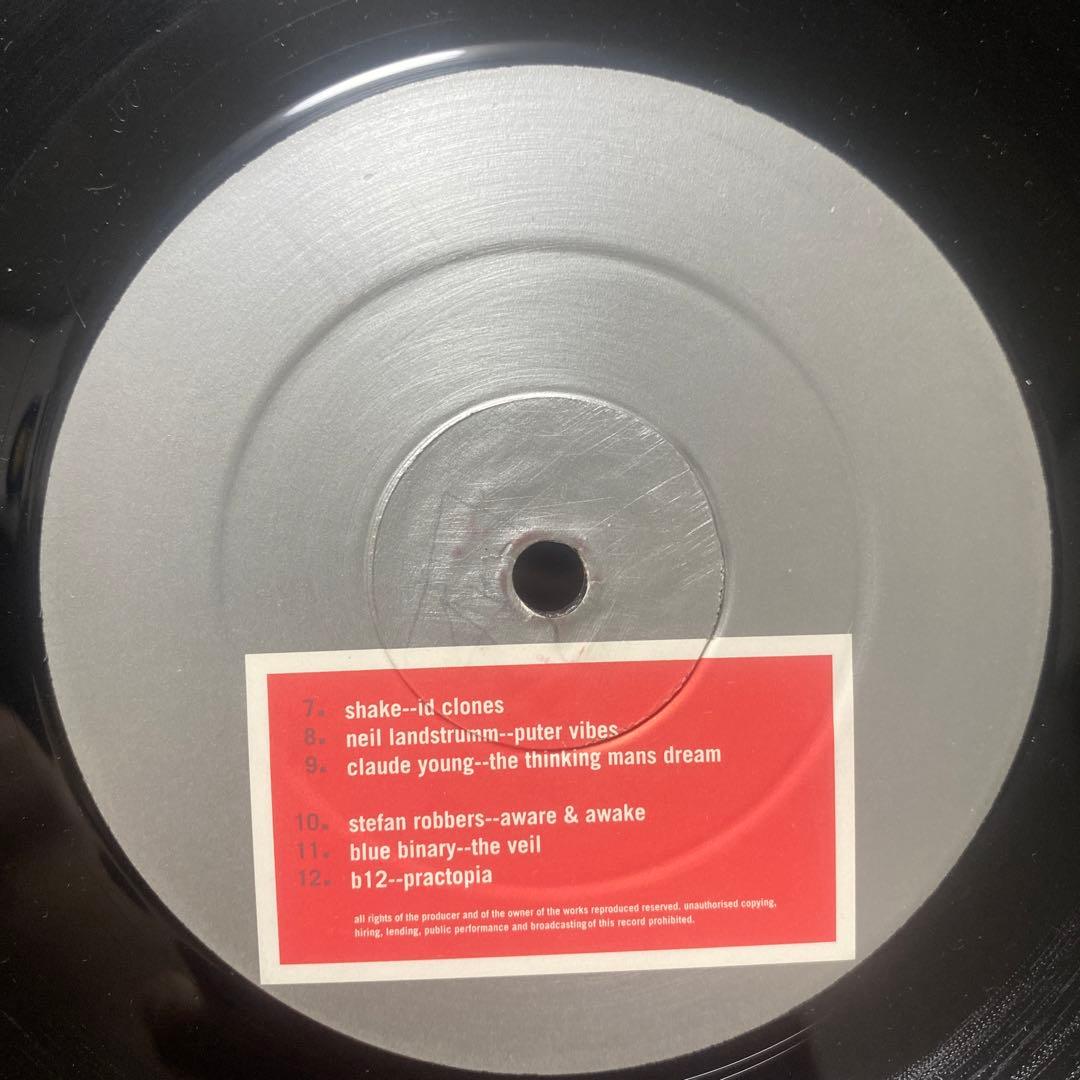 7. shake--id clones
8. neil landstrumm--puter vibes
9. claude young--the thinking mans dream
10. stefan robbers--aware & awake
11. blue binary--the veil
12. b12--practopia
all rights of the producer and of the owner of the works reproduced reserved, unauthorised copying,
hiring, lending, public performance and broadcasting of this record prohibited.